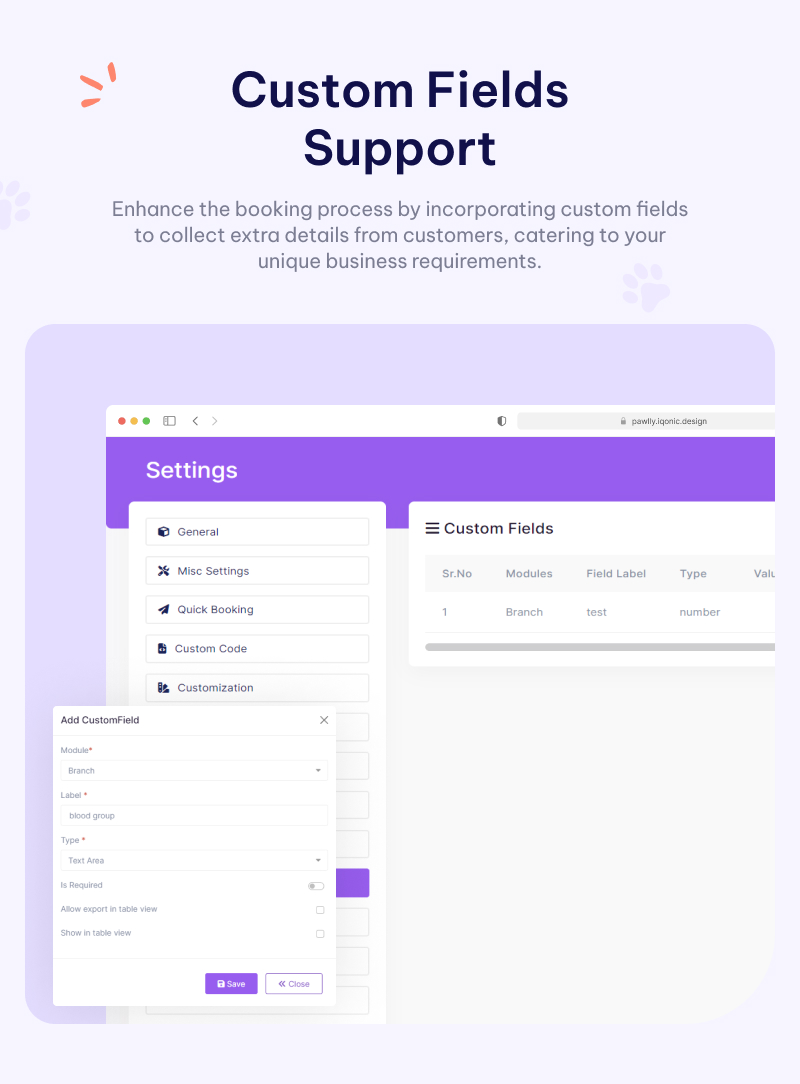 Custom Fields
Support
Enhance the booking process by incorporating custom fields
to collect extra details from customers, catering to your
unique business requirements.
pawlly.iqonic.design
Settings
General
Misc Settings
Quick Booking
Custom Code
Customization
Custom Fields
Sr.No Modules Field Label Type Valu
1 Branch test number
Add CustomField
Module*
Branch
Label *
blood group
Type *
Text Area
Is Required
Allow export in table view
Show in table view
Save Close